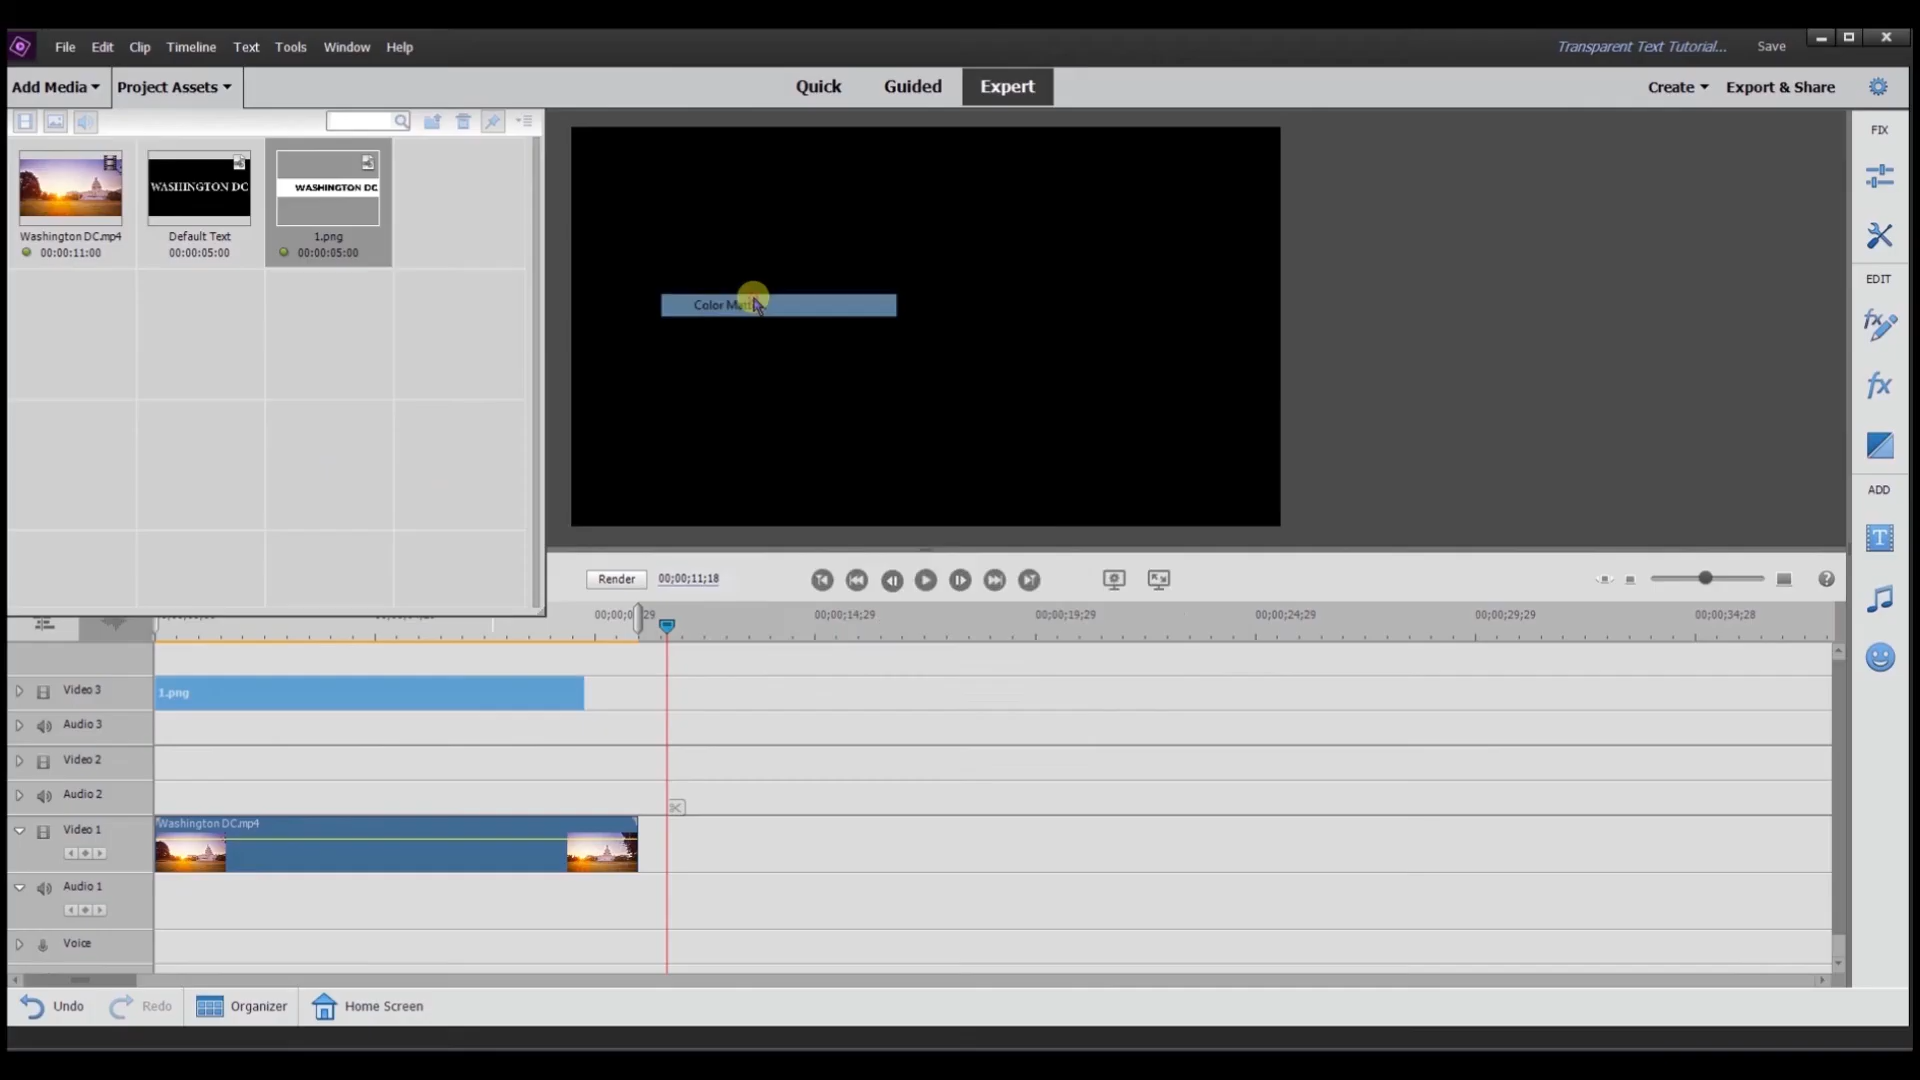 File Edit Clip Timeline Text Tools Window Help
Transparent Text Tutorial... Save
Add Media Project Assets
Quick Guided Expert
Create Export & Share
FIX
WASHINGTON DC
WASHINGTON DC
Washington DC.mp4
00:00:11:00
Default Text
00:00:05:00
1.png
00:00:05:00
EDIT
ADD
Render 00;00;11;18
00;00;14;29 00;00;19;29 00;00;24;29 00;00;29;29 00;00;34;28
Video 3
1.png
Audio 3
Video 2
Audio 2
Video 1
Washington DC.mp4
Audio 1
Voice
Undo Redo Organizer Home Screen